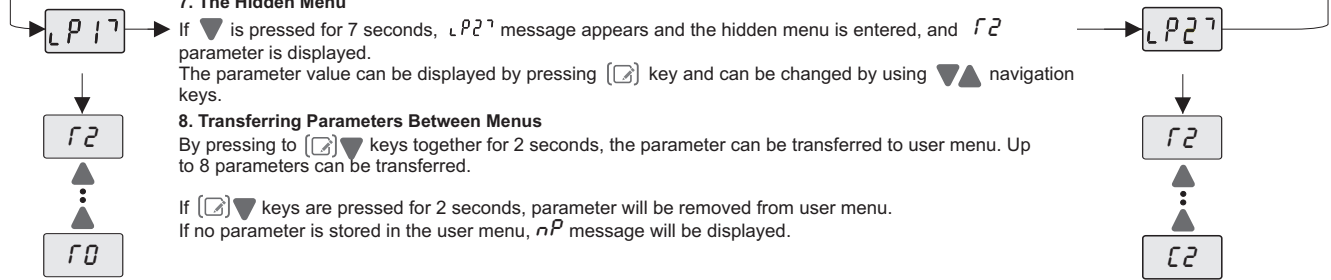 7. The Hidden Menu
If ▼ is pressed for 7 seconds, ˪P2˥ message appears and the hidden menu is entered, and r2
parameter is displayed.
The parameter value can be displayed by pressing key and can be changed by using ▼▲ navigation
keys.
8. Transferring Parameters Between Menus
By pressing to ▼ keys together for 2 seconds, the parameter can be transferred to user menu. Up
to 8 parameters can be transferred.
If ▼ keys are pressed for 2 seconds, parameter will be removed from user menu.
If no parameter is stored in the user menu, nP message will be displayed.
˪P1˥
r2
r0
˪P2˥
r2
C2